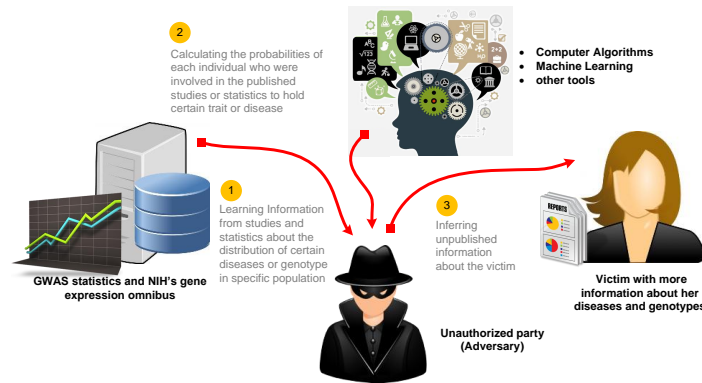 2
Calculating the probabilities of
each individual who were
involved in the published
studies or statistics to hold
certain trait or disease
• Computer Algorithms
• Machine Learning
• other tools
1
Learning Information
from studies and
statistics about the
distribution of certain
diseases or genotype
in specific population
3
Inferring
unpublished
information
about the victim
REPORTS
GWAS statistics and NIH's gene
expression omnibus
Victim with more
information about her
diseases and genotypes
Unauthorized party
(Adversary)